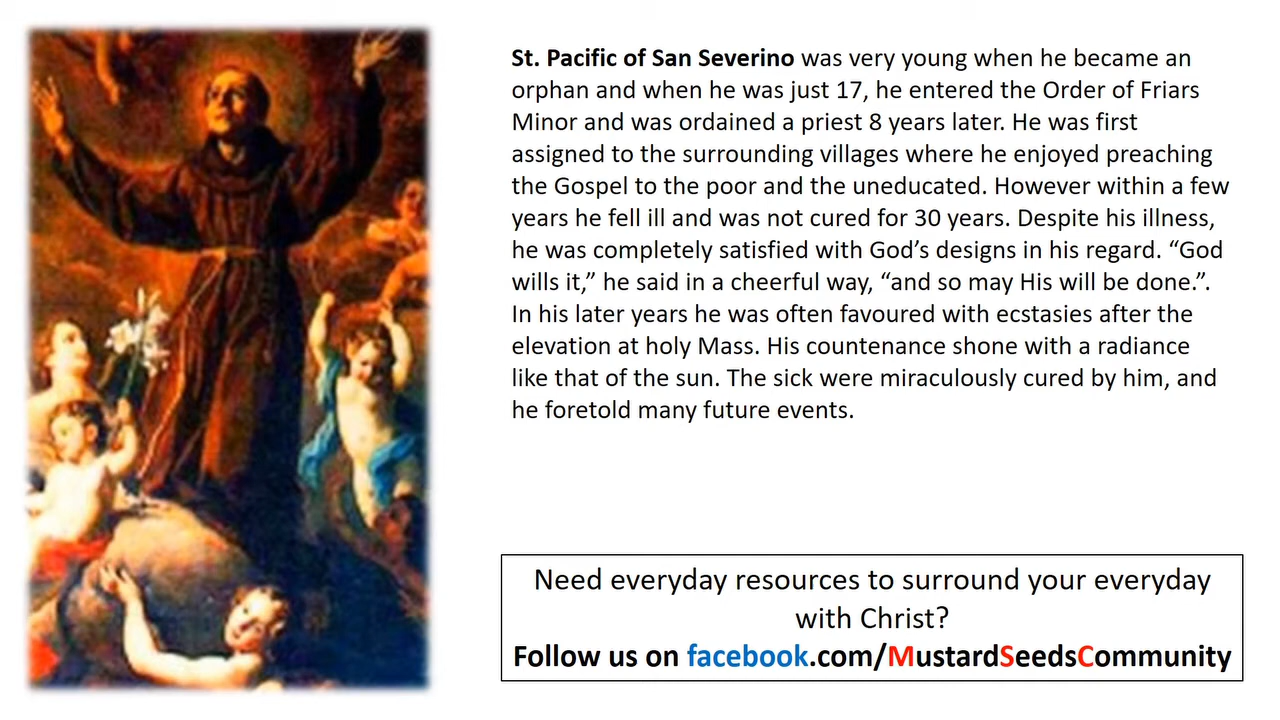 St. Pacific of San Severino was very young when he became an
orphan and when he was just 17, he entered the Order of Friars
Minor and was ordained a priest 8 years later. He was first
assigned to the surrounding villages where he enjoyed preaching
the Gospel to the poor and the uneducated. However within a few
years he fell ill and was not cured for 30 years. Despite his illness,
he was completely satisfied with God’s designs in his regard. “God
wills it,” he said in a cheerful way, “and so may His will be done.”.
In his later years he was often favoured with ecstasies after the
elevation at holy Mass. His countenance shone with a radiance
like that of the sun. The sick were miraculously cured by him, and
he foretold many future events.
Need everyday resources to surround your everyday
with Christ?
Follow us on facebook.com/MustardSeedsCommunity